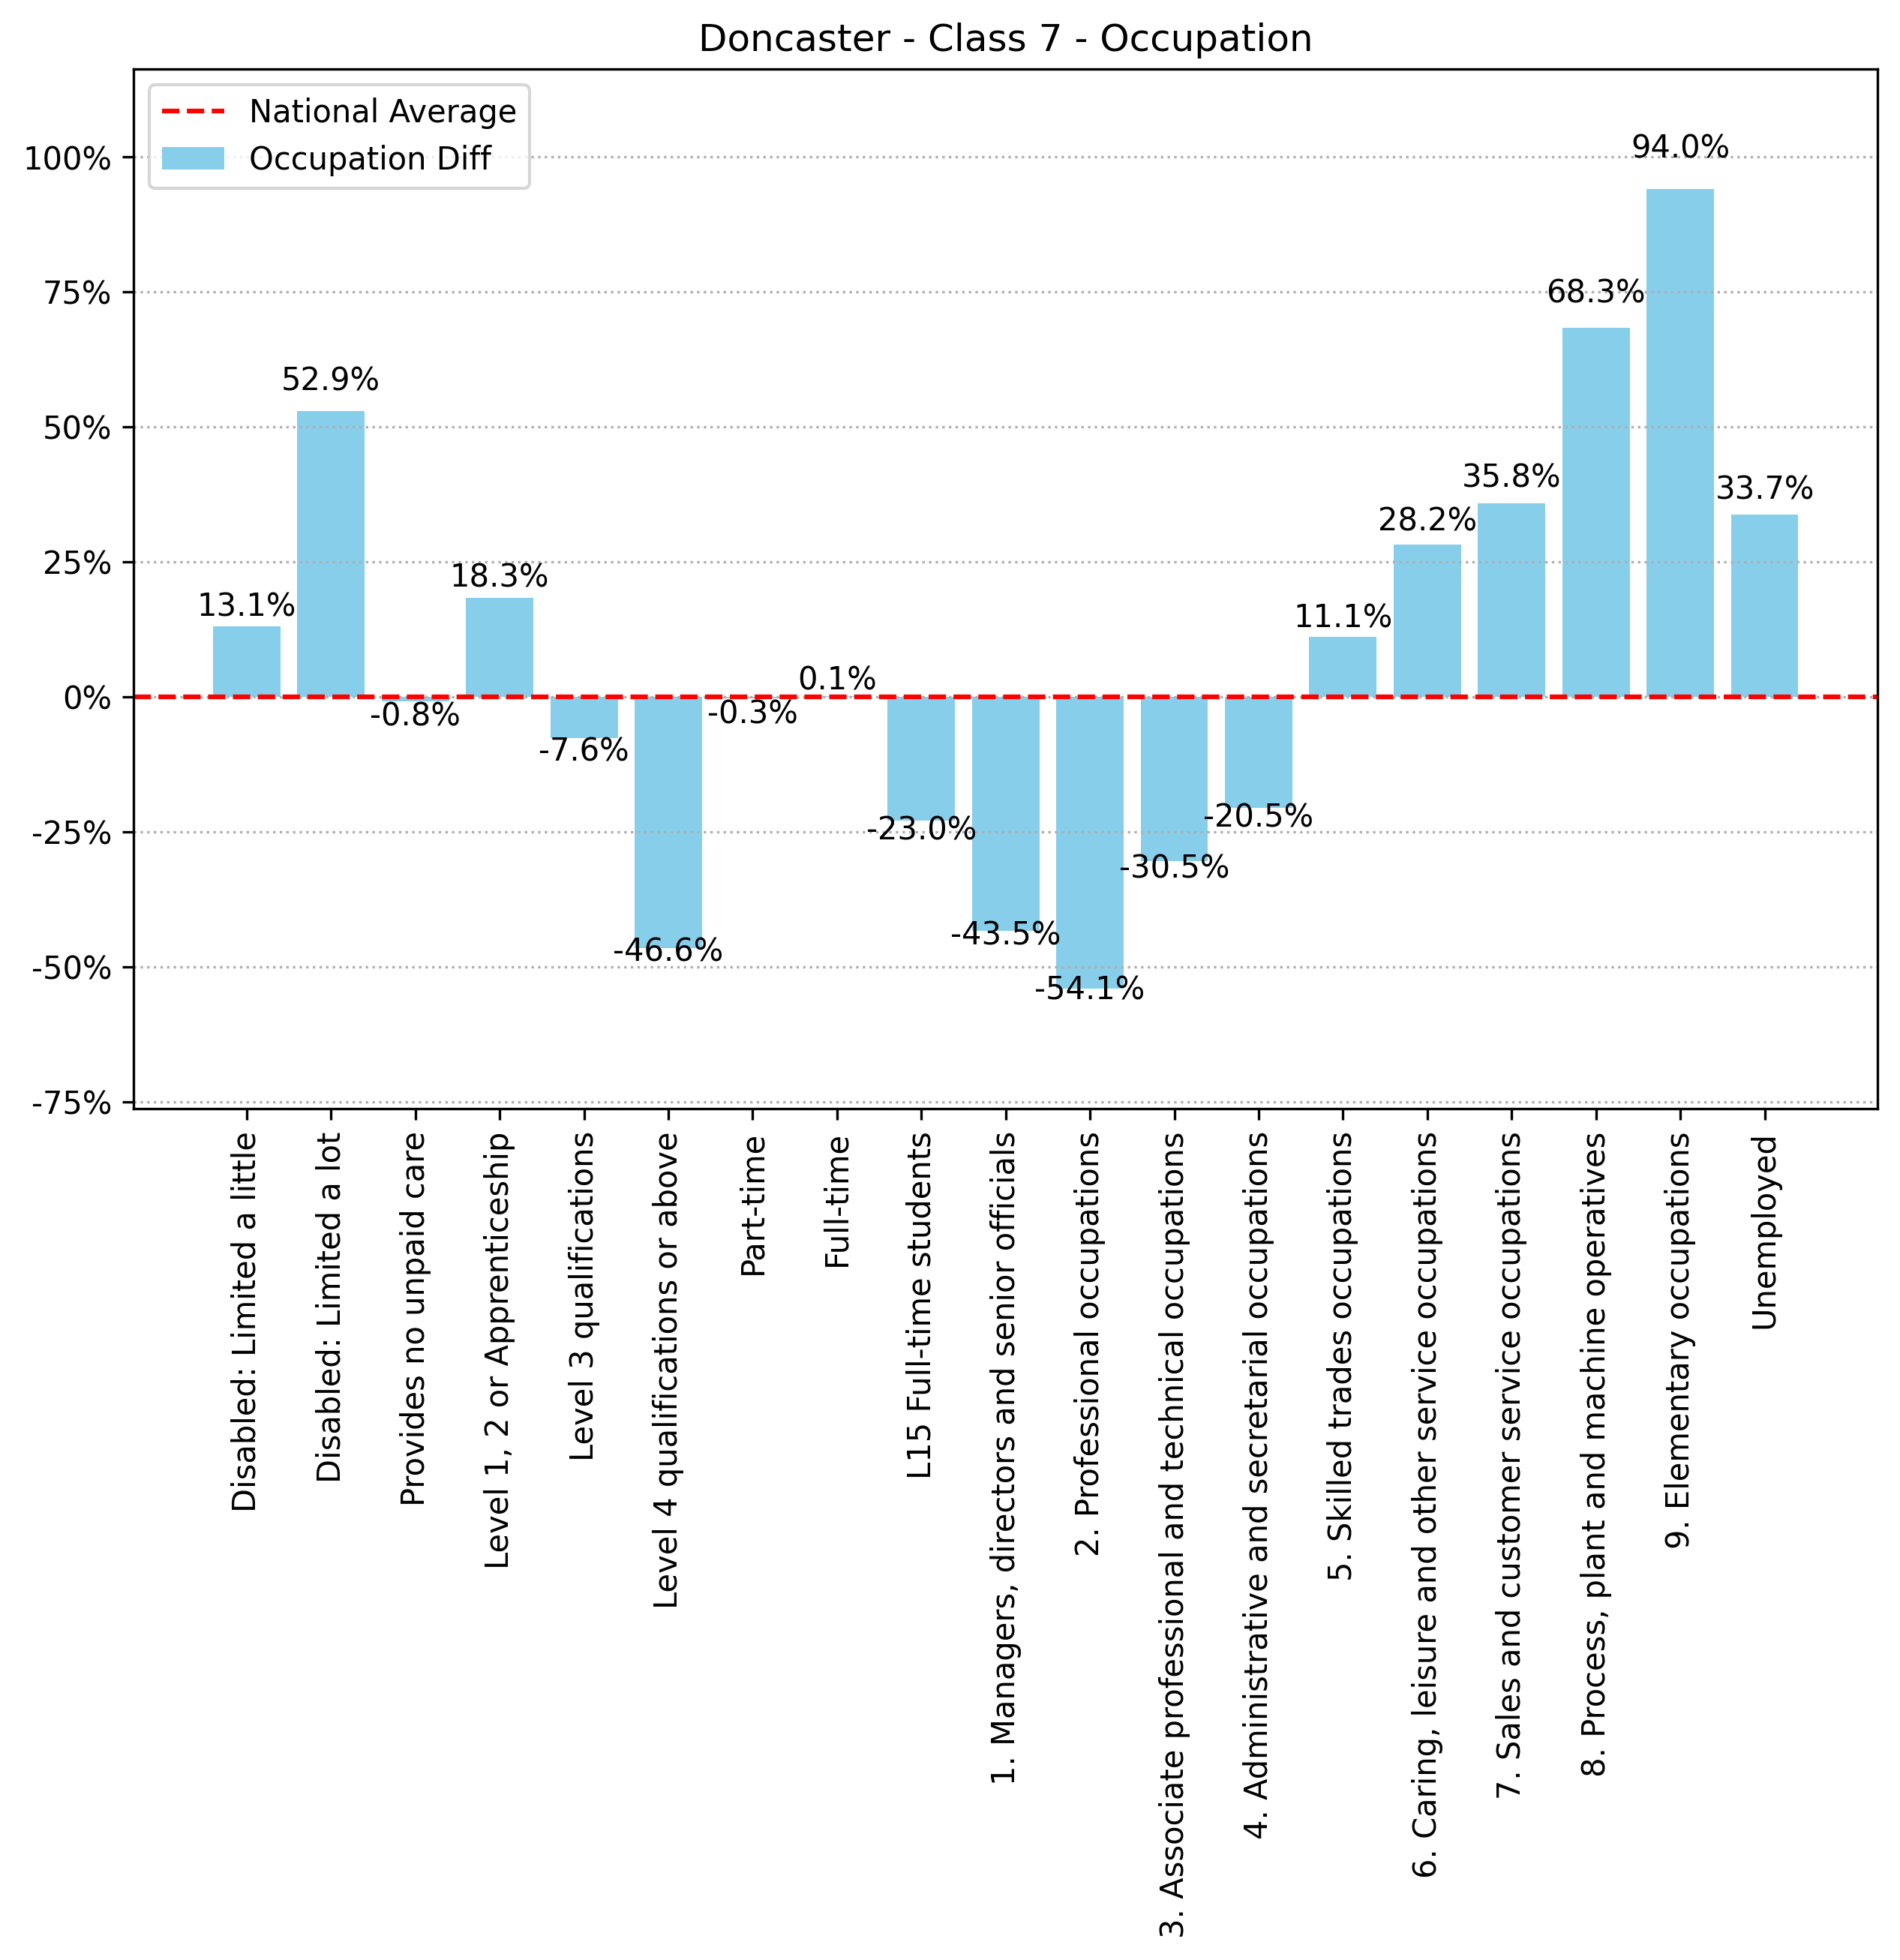 Doncaster - Class 7 - Occupation
National Average
Occupation Diff
100%
75%
50%
25%
0%
-25%
-50%
-75%
13.1%
52.9%
-0.8%
18.3%
-7.6%
-46.6%
-0.3%
0.1%
-23.0%
-43.5%
-54.1%
-30.5%
-20.5%
11.1%
28.2%
35.8%
68.3%
94.0%
33.7%
Disabled: Limited a little
Disabled: Limited a lot
Provides no unpaid care
Level 1, 2 or Apprenticeship
Level 3 qualifications
Level 4 qualifications or above
Part-time
Full-time
L15 Full-time students
1. Managers, directors and senior officials
2. Professional occupations
3. Associate professional and technical occupations
4. Administrative and secretarial occupations
5. Skilled trades occupations
6. Caring, leisure and other service occupations
7. Sales and customer service occupations
8. Process, plant and machine operatives
9. Elementary occupations
Unemployed